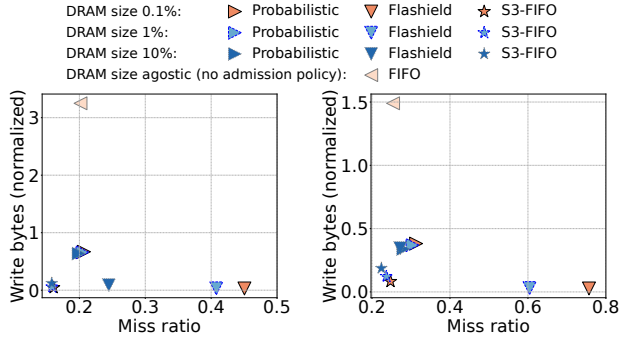 DRAM size 0.1%: Probabilistic Flashield S3-FIFO
DRAM size 1%: Probabilistic Flashield S3-FIFO
DRAM size 10%: Probabilistic Flashield S3-FIFO
DRAM size agostic (no admission policy): FIFO
Write bytes (normalized)
3
2
1
0
0.2 0.3 0.4 0.5
Miss ratio
Write bytes (normalized)
1.5
1.0
0.5
0.0
0.2 0.4 0.6 0.8
Miss ratio